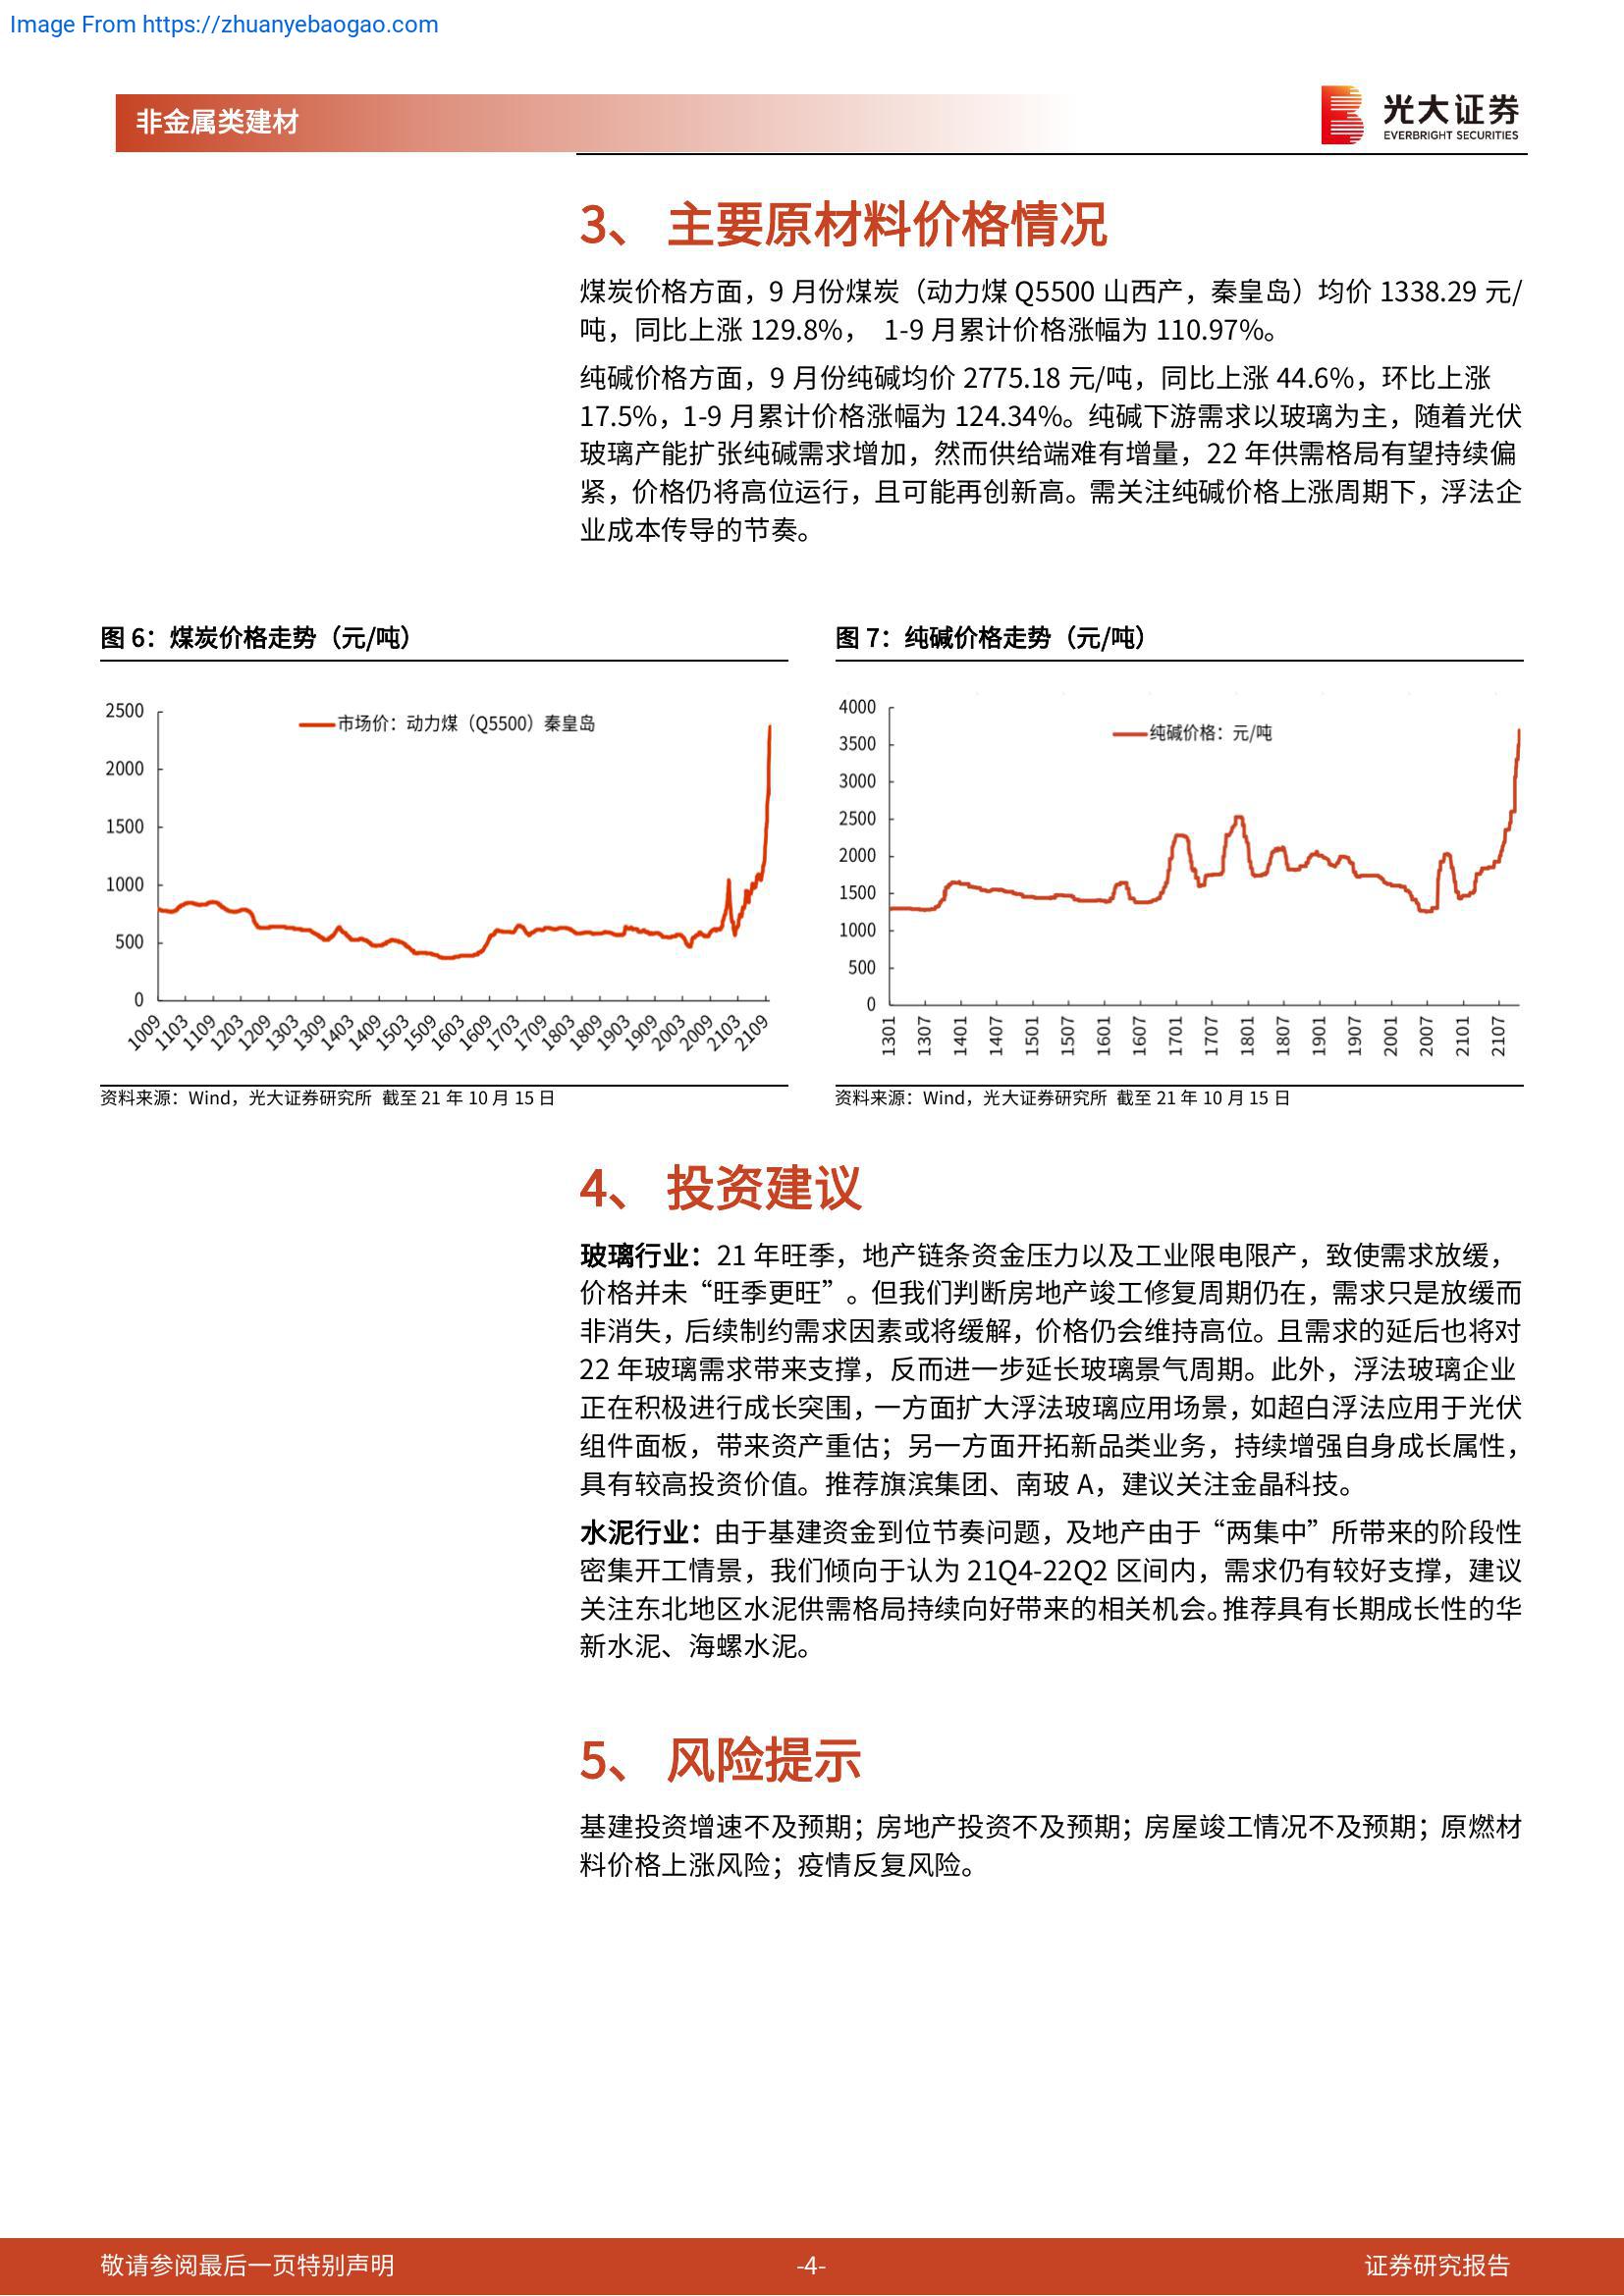 Image From https://zhuanyebaogao.com
非金属类建材
光大证券
EVERBRIGHT SECURITIES
3、 主要原材料价格情况
煤炭价格方面，9 月份煤炭（动力煤 Q5500 山西产，秦皇岛）均价 1338.29 元/
吨，同比上涨 129.8%， 1-9 月累计价格涨幅为 110.97%。
纯碱价格方面，9 月份纯碱均价 2775.18 元/吨，同比上涨 44.6%，环比上涨
17.5%，1-9 月累计价格涨幅为 124.34%。纯碱下游需求以玻璃为主，随着光伏
玻璃产能扩张纯碱需求增加，然而供给端难有增量，22 年供需格局有望持续偏
紧，价格仍将高位运行，且可能再创新高。需关注纯碱价格上涨周期下，浮法企
业成本传导的节奏。
图 6：煤炭价格走势（元/吨）
市场价：动力煤（Q5500）秦皇岛
2500
2000
1500
1000
500
0
1009 1103 1109 1203 1209 1303 1309 1403 1409 1503 1509 1603 1609 1703 1709 1803 1809 1903 1909 2003 2009 2103 2109
资料来源：Wind，光大证券研究所 截至 21 年 10 月 15 日
图 7：纯碱价格走势（元/吨）
纯碱价格：元/吨
4000
3500
3000
2500
2000
1500
1000
500
0
1301 1307 1401 1407 1501 1507 1601 1607 1701 1707 1801 1807 1901 1907 2001 2007 2101 2107
资料来源：Wind，光大证券研究所 截至 21 年 10 月 15 日
4、 投资建议
玻璃行业：21 年旺季，地产链条资金压力以及工业限电限产，致使需求放缓，
价格并未“旺季更旺”。但我们判断房地产竣工修复周期仍在，需求只是放缓而
非消失，后续制约需求因素或将缓解，价格仍会维持高位。且需求的延后也将对
22 年玻璃需求带来支撑，反而进一步延长玻璃景气周期。此外，浮法玻璃企业
正在积极进行成长突围，一方面扩大浮法玻璃应用场景，如超白浮法应用于光伏
组件面板，带来资产重估；另一方面开拓新品类业务，持续增强自身成长属性，
具有较高投资价值。推荐旗滨集团、南玻 A，建议关注金晶科技。
水泥行业：由于基建资金到位节奏问题，及地产由于“两集中”所带来的阶段性
密集开工情景，我们倾向于认为 21Q4-22Q2 区间内，需求仍有较好支撑，建议
关注东北地区水泥供需格局持续向好带来的相关机会。推荐具有长期成长性的华
新水泥、海螺水泥。
5、 风险提示
基建投资增速不及预期；房地产投资不及预期；房屋竣工情况不及预期；原燃材
料价格上涨风险；疫情反复风险。
敬请参阅最后一页特别声明
-4-
证券研究报告